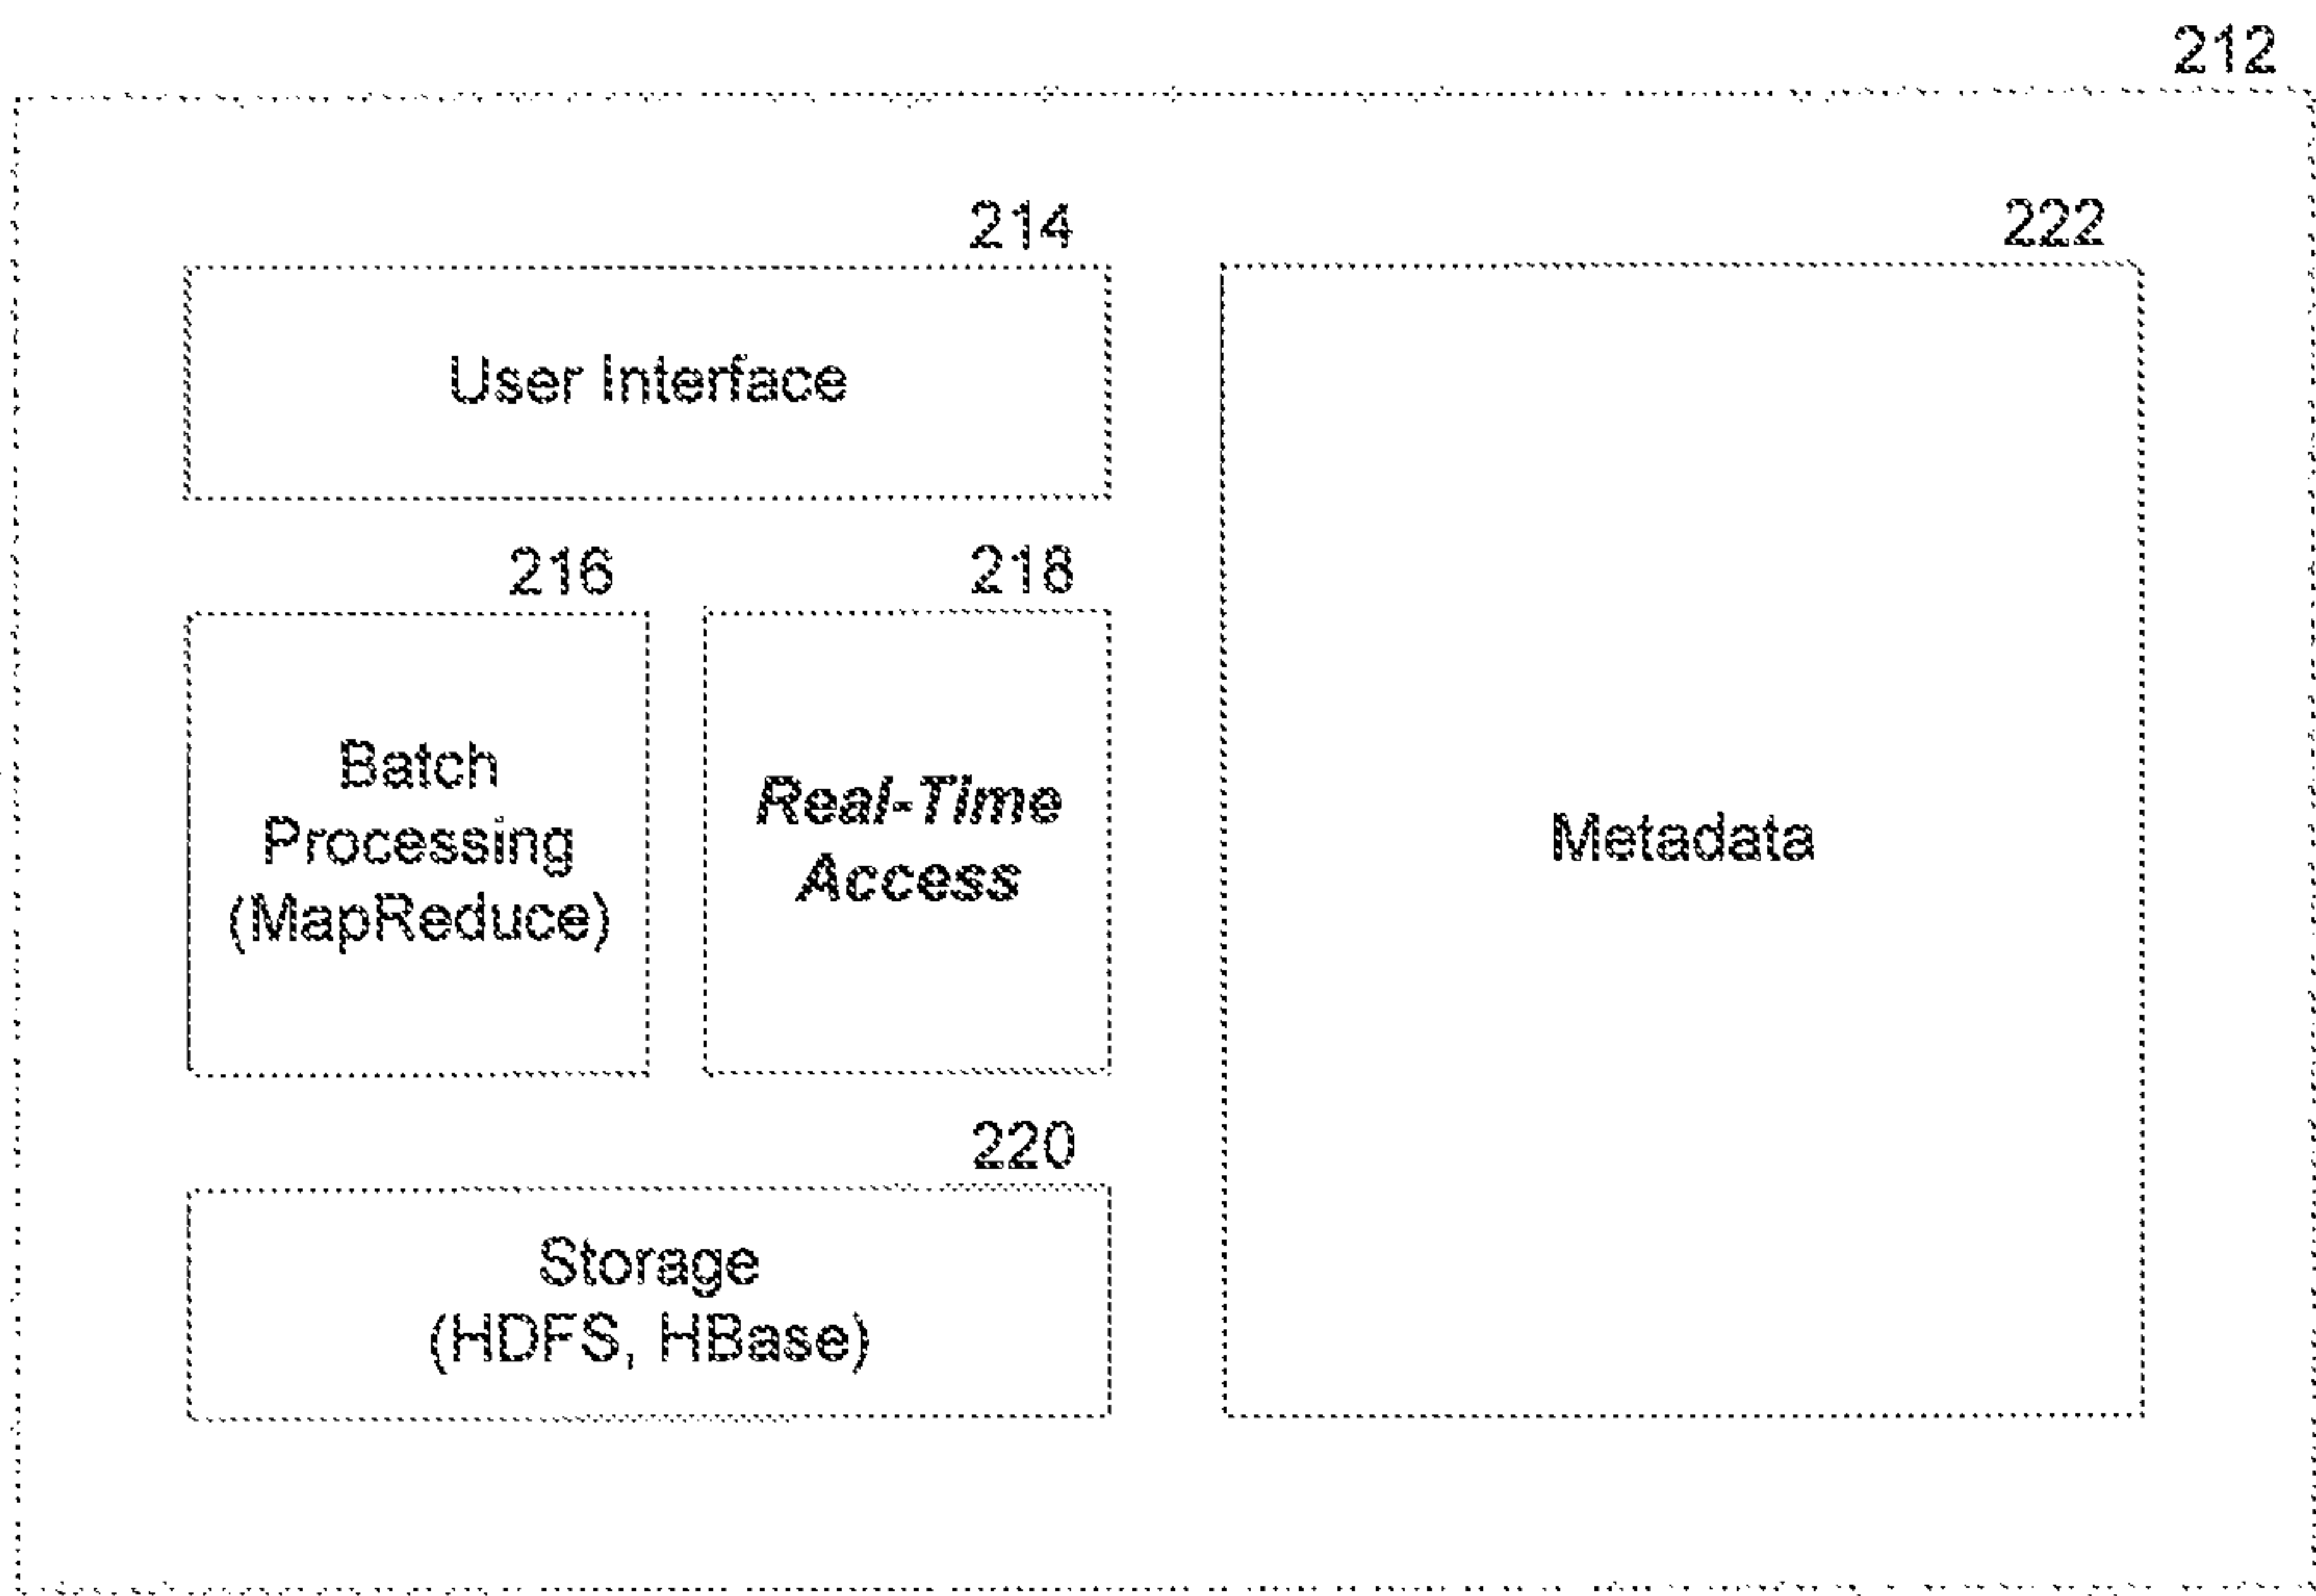 212
214
User Interface
216
Batch
Processing
(MapReduce)
218
Real-Time
Access
220
Storage
(HDFS, HBase)
222
Metadata